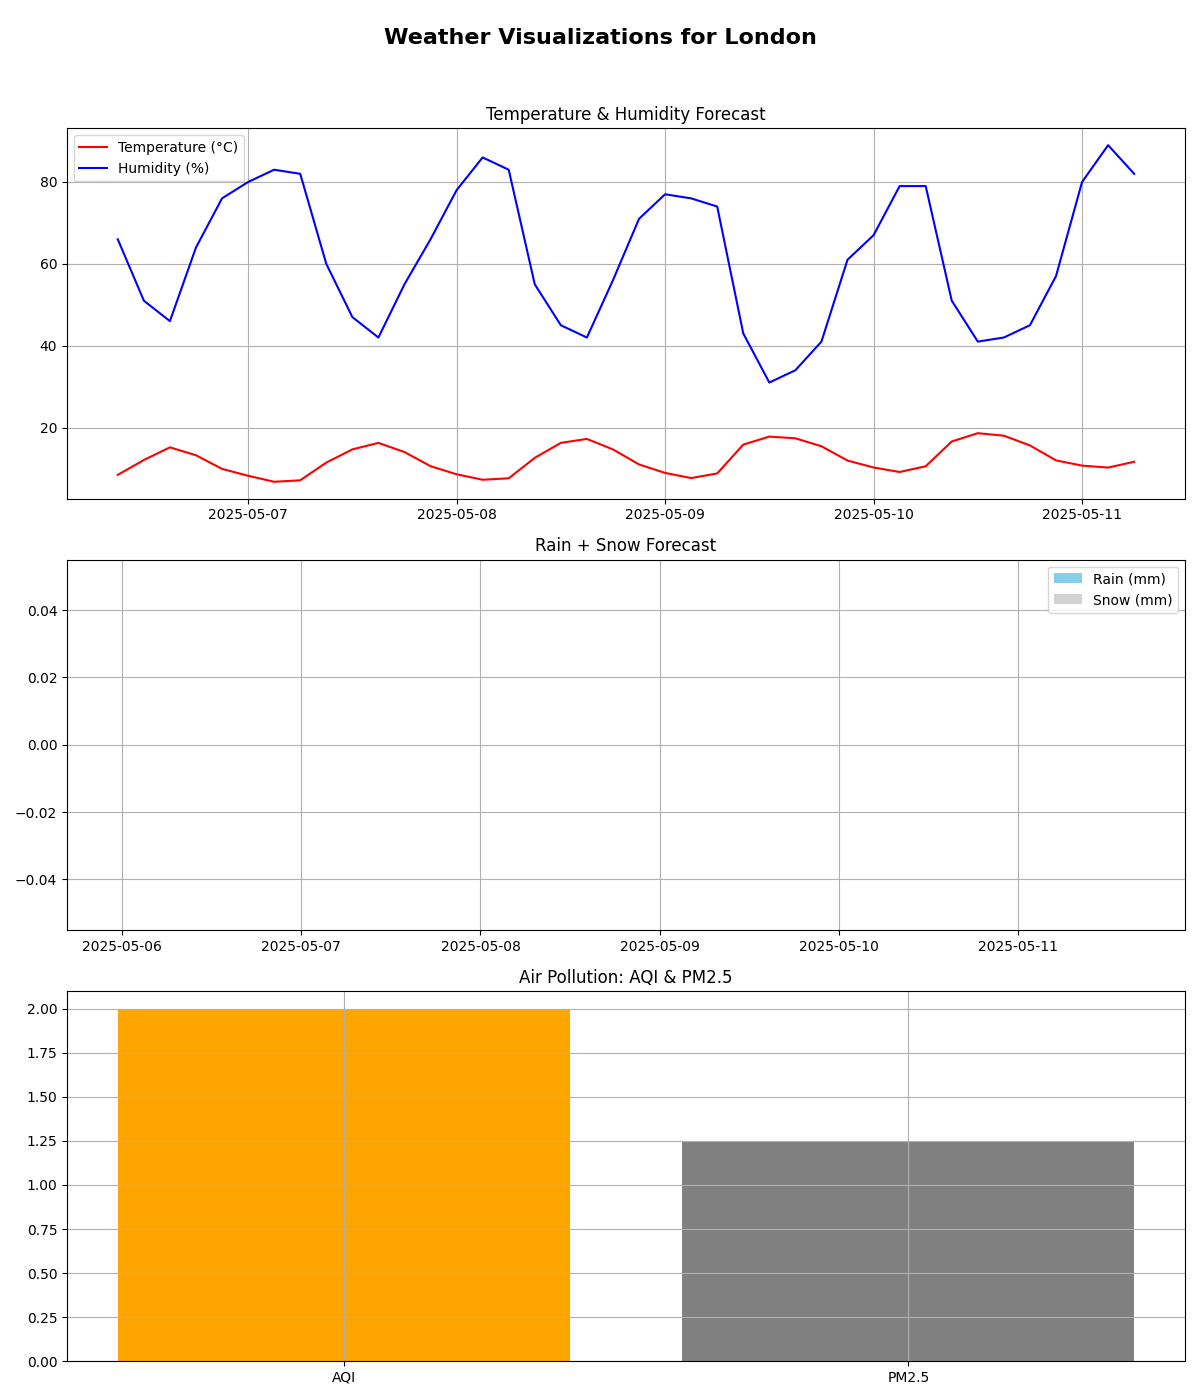 Weather Visualizations for London
Temperature & Humidity Forecast
Temperature (°C)
Humidity (%)
80
60
40
20
2025-05-07 2025-05-08 2025-05-09 2025-05-10 2025-05-11
Rain + Snow Forecast
Rain (mm)
Snow (mm)
0.04
0.02
0.00
−0.02
−0.04
2025-05-06 2025-05-07 2025-05-08 2025-05-09 2025-05-10 2025-05-11
Air Pollution: AQI & PM2.5
2.00
1.75
1.50
1.25
1.00
0.75
0.50
0.25
0.00
AQI PM2.5